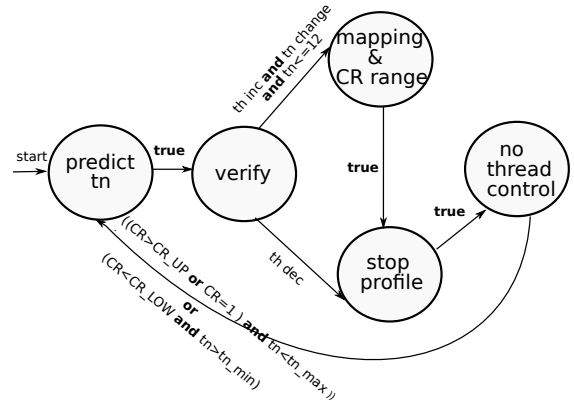 start
predict
tn
true
verify
th inc and tn change
and tn<=12
mapping
&
CR range
true
th dec
stop
profile
true
no
thread
control
((CR>CR_UP or CR=1 ) and tn<tn_max ))
or
(CR<CR_LOW and tn>tn_min)